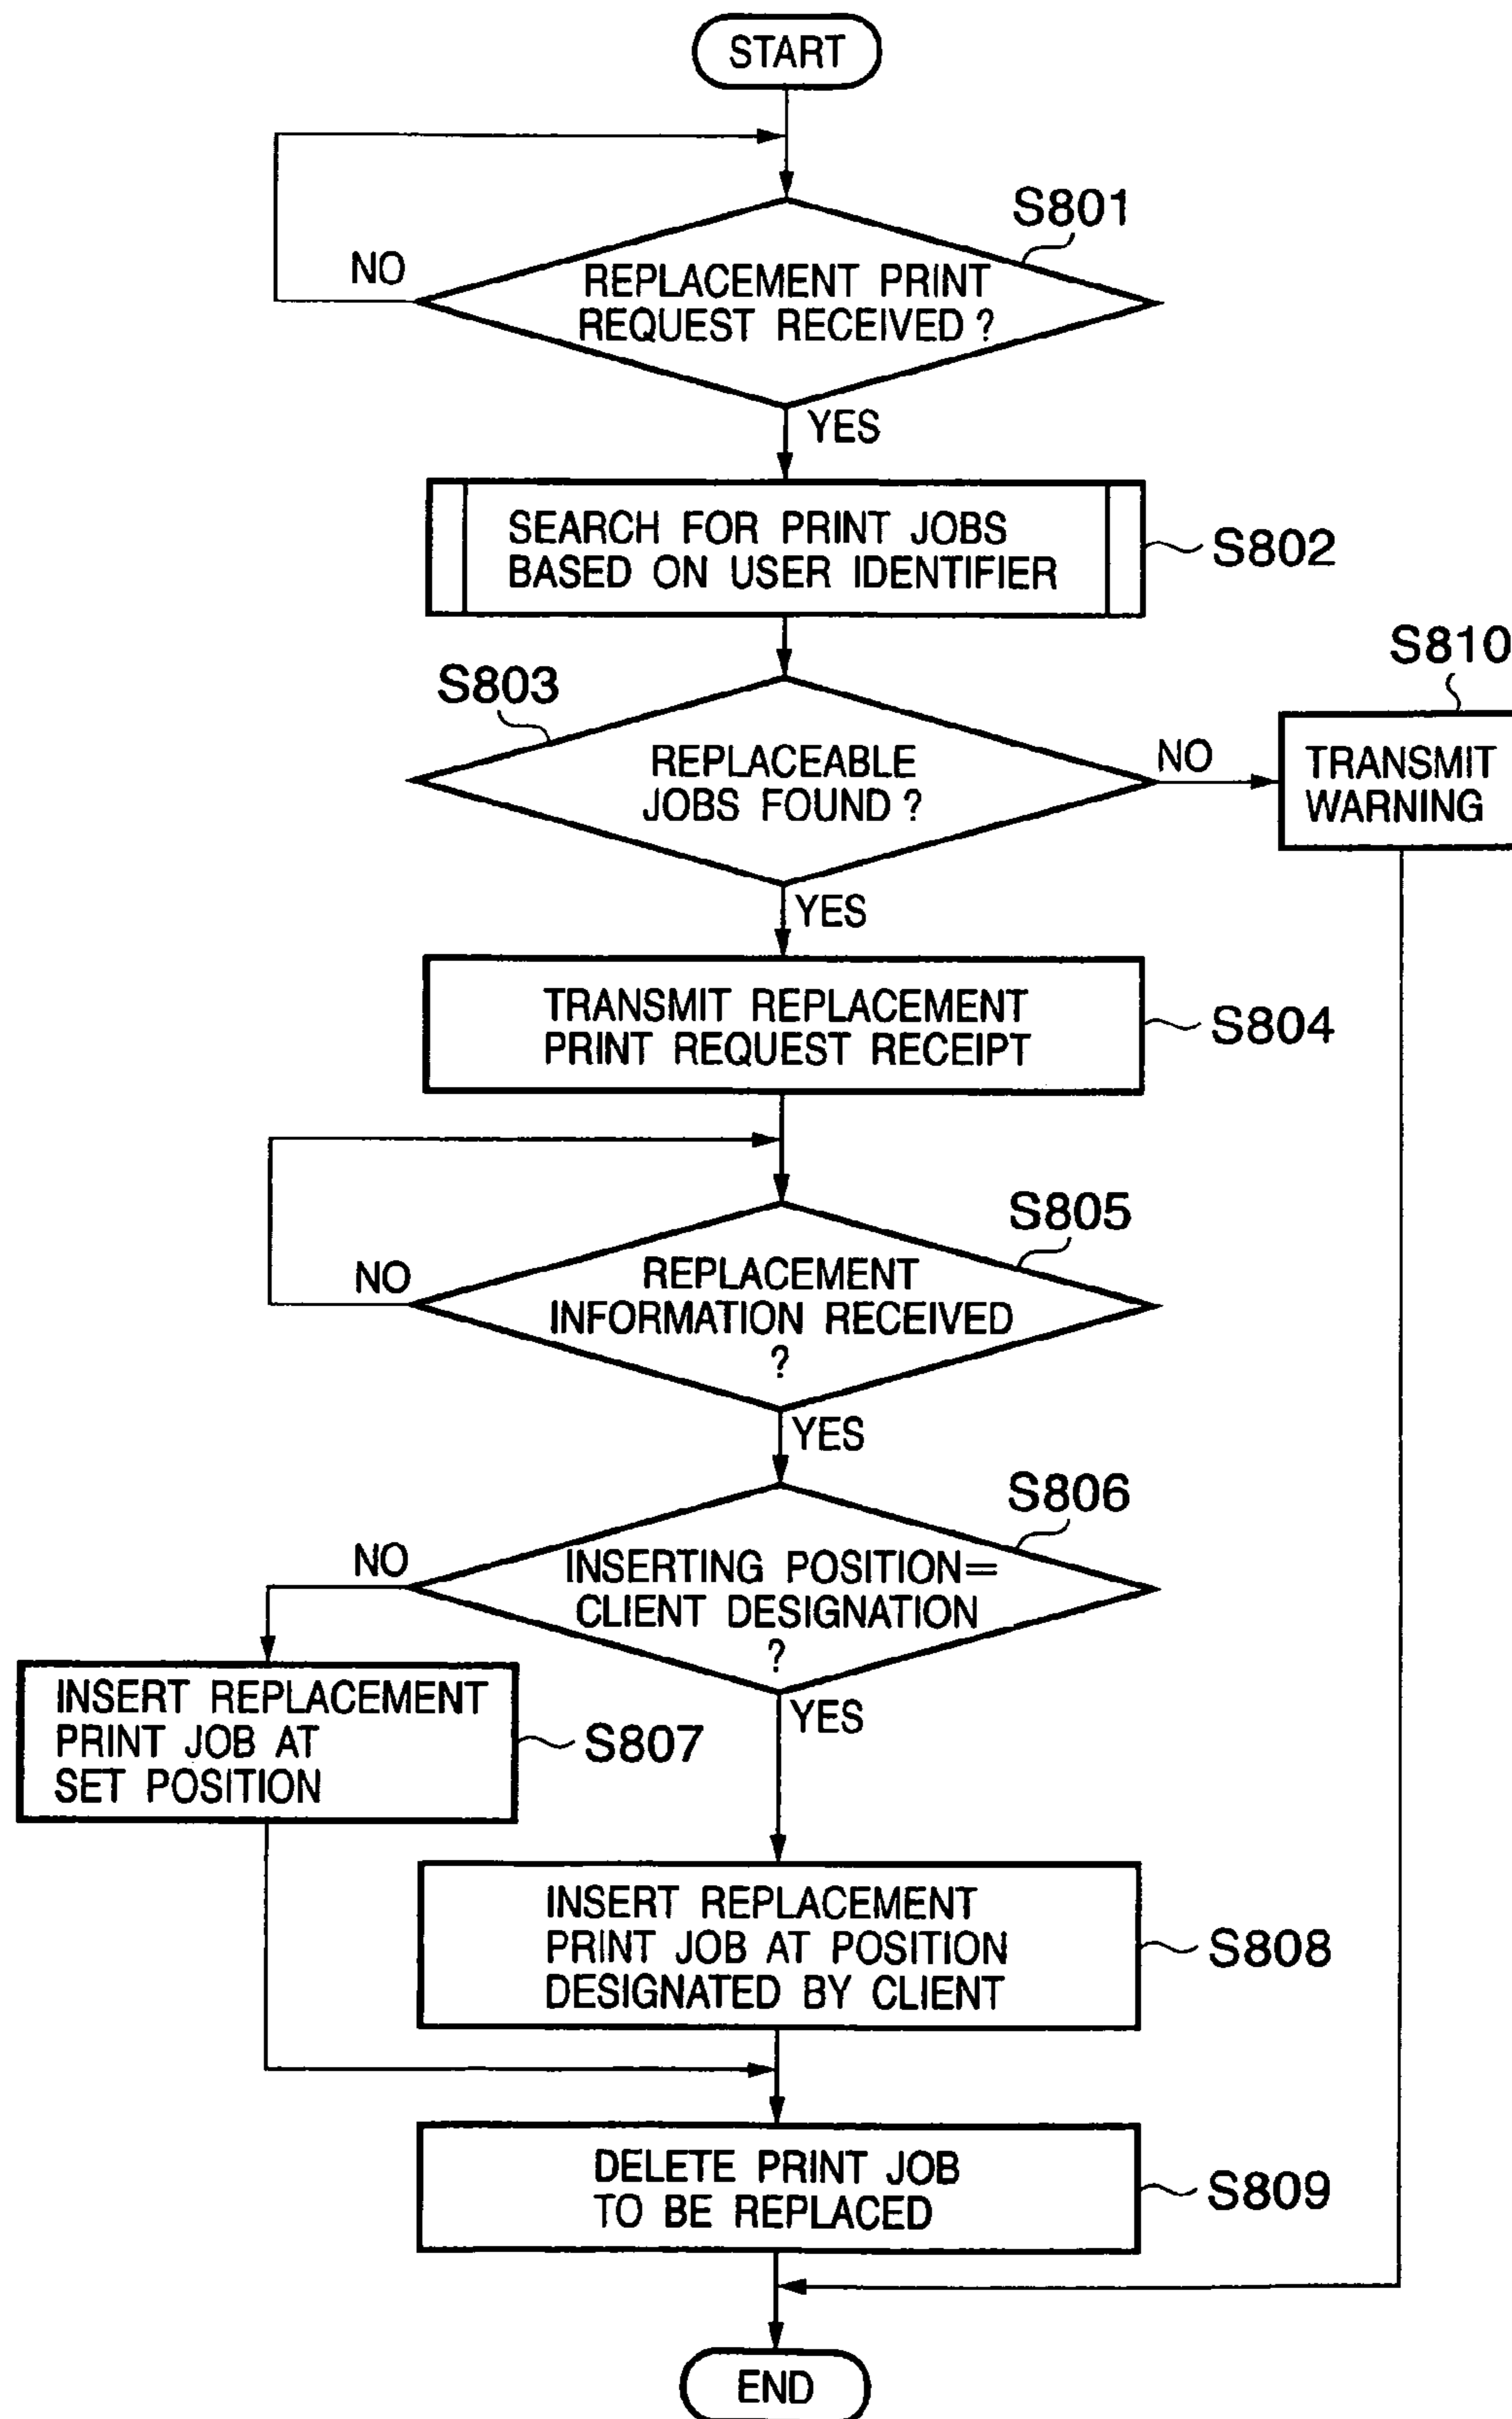 START
S801
NO
REPLACEMENT PRINT
REQUEST RECEIVED ?
YES
SEARCH FOR PRINT JOBS
BASED ON USER IDENTIFIER
S802
S810
S803
REPLACEABLE
JOBS FOUND ?
NO
TRANSMIT
WARNING
YES
TRANSMIT REPLACEMENT
PRINT REQUEST RECEIPT
S804
S805
NO
REPLACEMENT
INFORMATION RECEIVED
?
YES
S806
NO
INSERTING POSITION=
CLIENT DESIGNATION
?
YES
INSERT REPLACEMENT
PRINT JOB AT
SET POSITION
S807
INSERT REPLACEMENT
PRINT JOB AT POSITION
DESIGNATED BY CLIENT
S808
DELETE PRINT JOB
TO BE REPLACED
S809
END